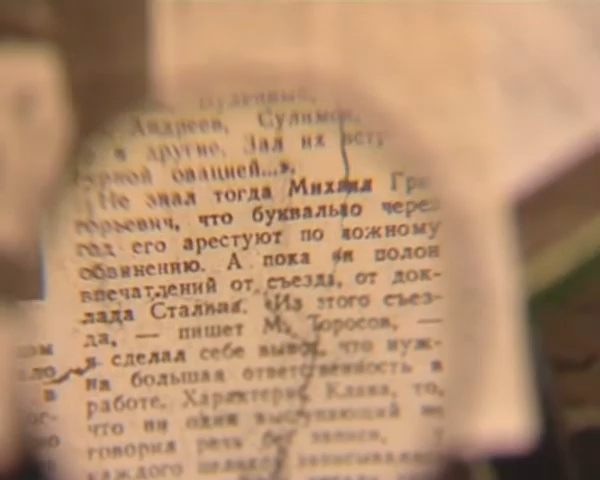 Андреев, Сулимов,
и другие. Зал их встр
бурной овацией...».
Не знал тогда Михаил Гри-
горьевич, что буквально через
год его арестуют по ложному
обвинению. А пока он полон
впечатлений от съезда, от док-
лада Сталина. «Из этого съез-
да, — пишет М. Торосов, —
я сделал себе вывод, что нуж-
на большая ответственность в
работе. Характерно, Клава, то,
что ни один выступающий не
говорил речь без записи,
каждого